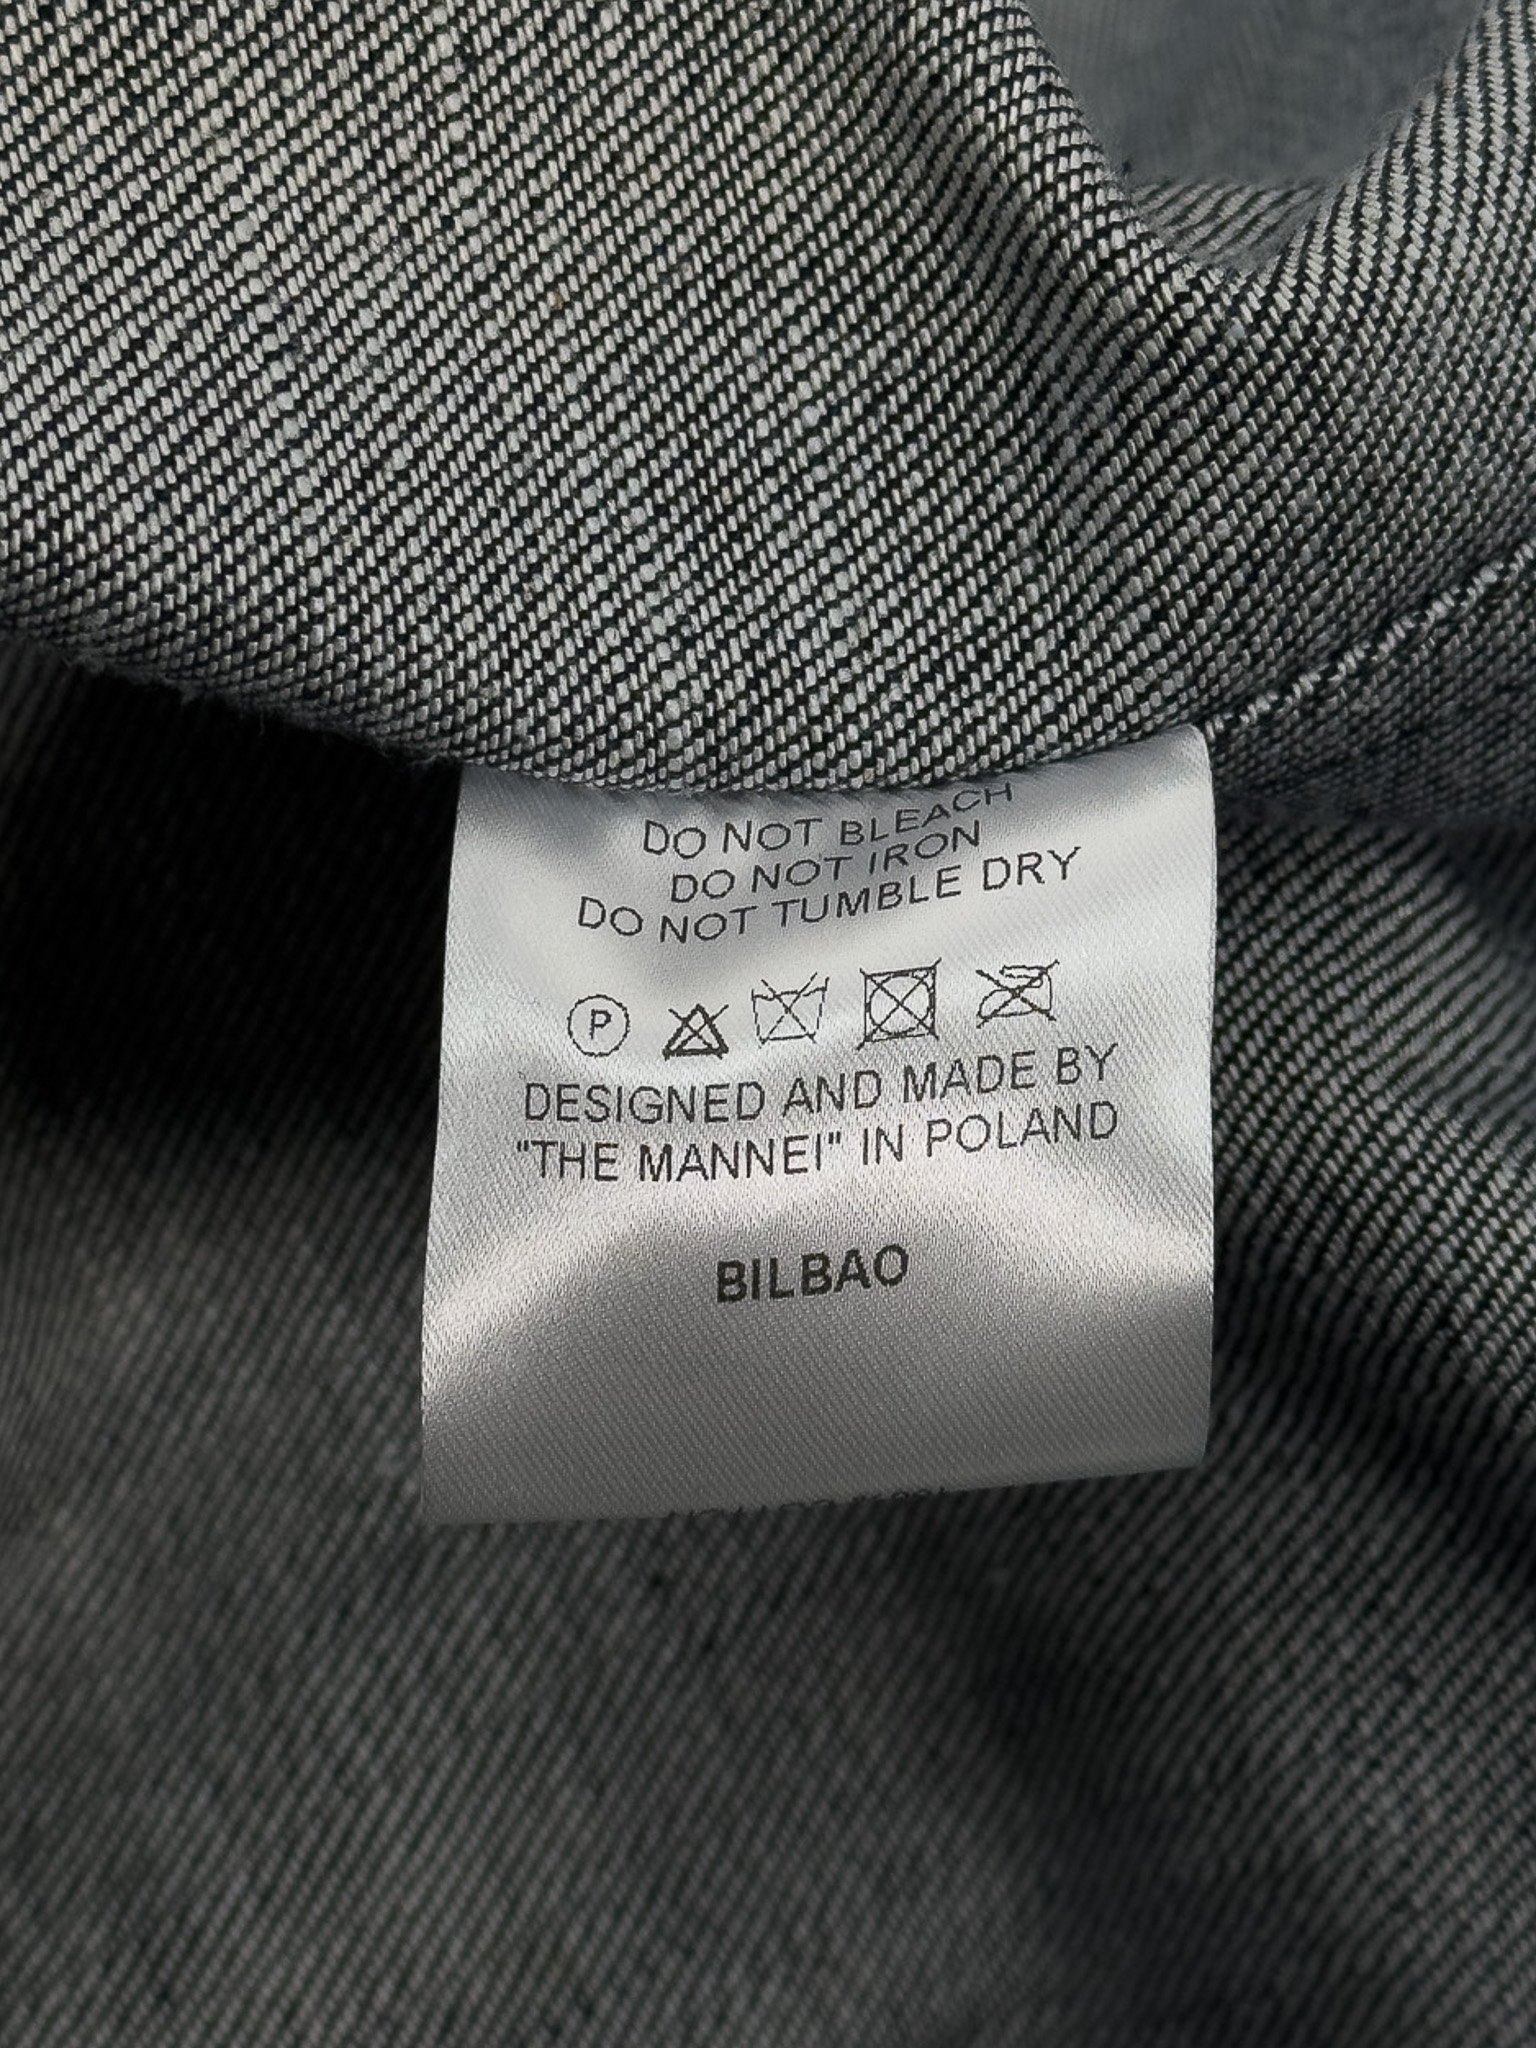 DO NOT BLEACH
DO NOT IRON
DO NOT TUMBLE DRY
P
DESIGNED AND MADE BY
"THE MANNEI" IN POLAND
BILBAO